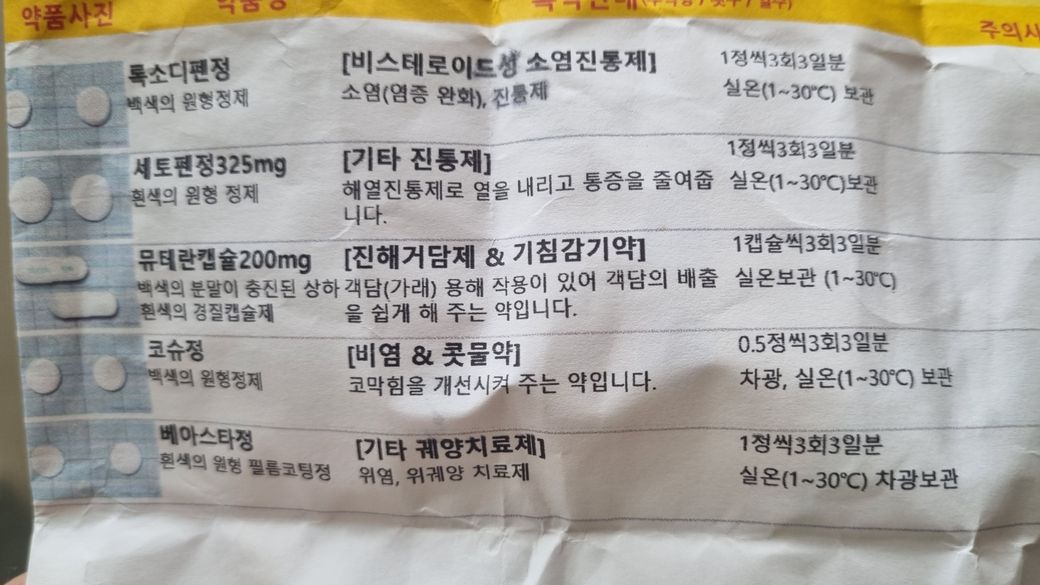 약품사진
주의사
록소디펜정 [비스테로이드성 소염진통제] 1정씩3회3일분
백색의 원형정제 소염(염증 완화), 진통제 실온(1~30℃) 보관
세토펜정325mg [기타 진통제] 1정씩3회3일분
흰색의 원형 정제 해열진통제로 열을 내리고 통증을 줄여줍 실온(1~30℃)보관
니다.
뮤테란캡슐200mg [진해거담제 & 기침감기약] 1캡슐씩3회3일분
백색의 분말이 충진된 상하 객담(가래) 용해 작용이 있어 객담의 배출 실온보관 (1~30℃)
흰색의 경질캡슐제 을 쉽게 해 주는 약입니다.
코슈정 [비염 & 콧물약] 0.5정씩3회3일분
백색의 원형정제 코막힘을 개선시켜 주는 약입니다. 차광, 실온(1~30℃) 보관
베아스타정 [기타 궤양치료제] 1정씩3회3일분
흰색의 원형 필름코팅정 위염, 위궤양 치료제 실온(1~30℃) 차광보관